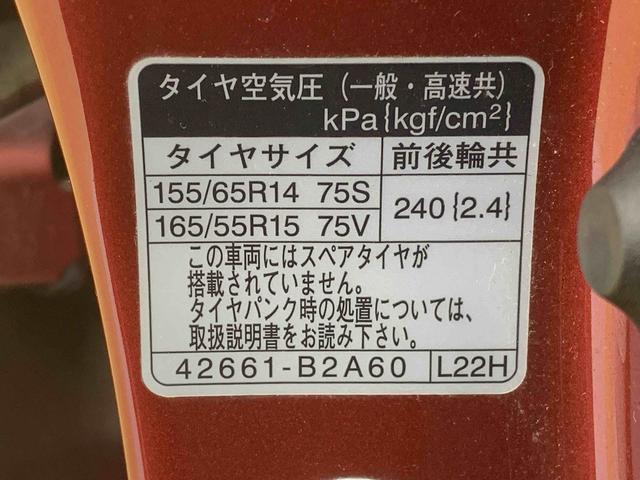 タイヤ空気圧（一般・高速共）
kPa{kgf/cm²}
タイヤサイズ 前後輪共
155/65R14 75S
165/55R15 75V
240{2.4}
この車両にはスペアタイヤが
搭載されていません。
タイヤパンク時の処置については、
取扱説明書をお読み下さい。
42661-B2A60 L22H